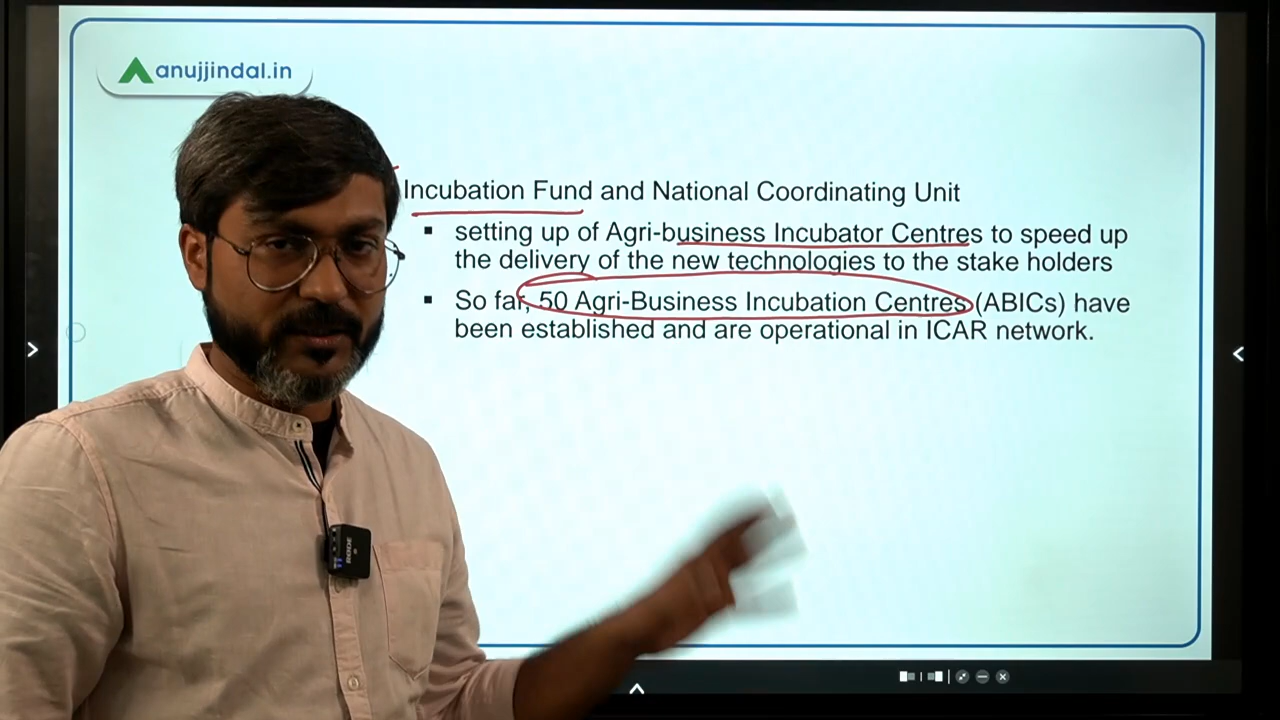 anujjindal.in
Incubation Fund and National Coordinating Unit
▪ setting up of Agri-business Incubator Centres to speed up
the delivery of the new technologies to the stake holders
▪ So far, 50 Agri-Business Incubation Centres (ABICs) have
been established and are operational in ICAR network.
RODE